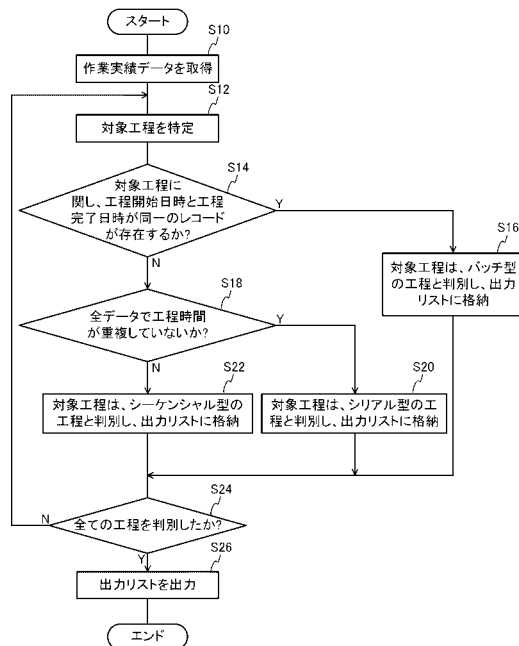 スタート
S10
作業実績データを取得
S12
対象工程を特定
S14
対象工程に
関し、工程開始日時と工程
完了日時が同一のレコード
が存在するか?
Y
N
S16
対象工程は、バッチ型
の工程と判別し、出力
リストに格納
S18
全データで工程時間
が重複していないか?
Y
N
S22
対象工程は、シーケンシャル型の
工程と判別し、出力リストに格納
S20
対象工程は、シリアル型の工
程と判別し、出力リストに格納
S24
全ての工程を判別したか?
N
Y
S26
出力リストを出力
エンド